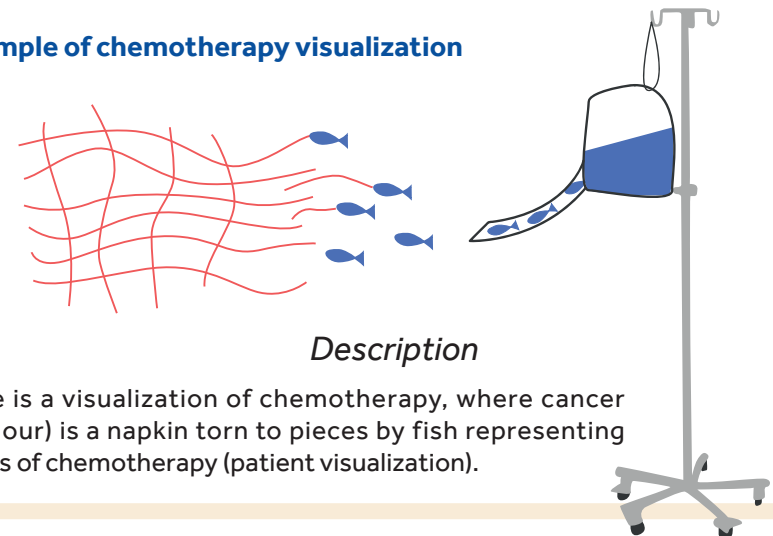 mple of chemotherapy visualization
Description
e is a visualization of chemotherapy, where cancer
our) is a napkin torn to pieces by fish representing
s of chemotherapy (patient visualization).